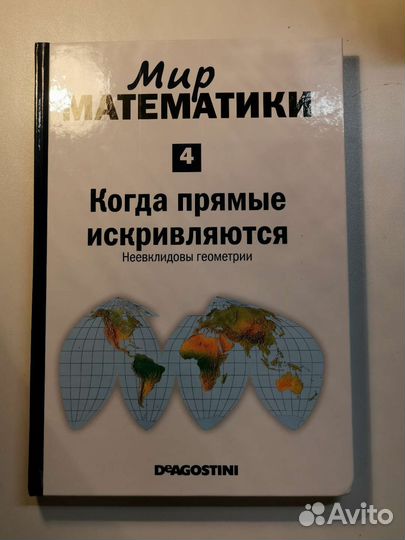 Мир
МАТЕМАТИКИ
4
Когда прямые
искривляются
Неевклидовы геометрии
DEAGOSTINI
Avito